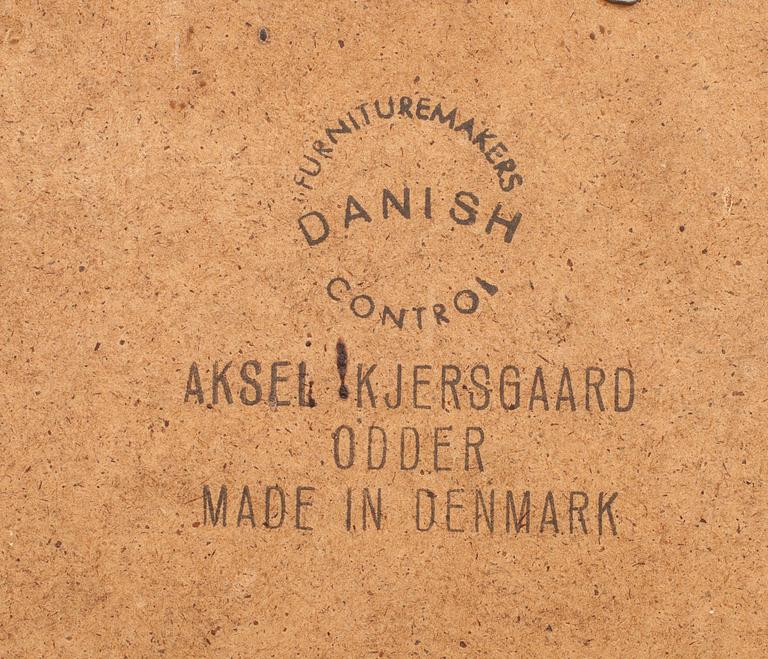 FURNITUREMAKERS
DANISH
CONTROL
AKSEL KJERSGAARD
ODDER
MADE IN DENMARK